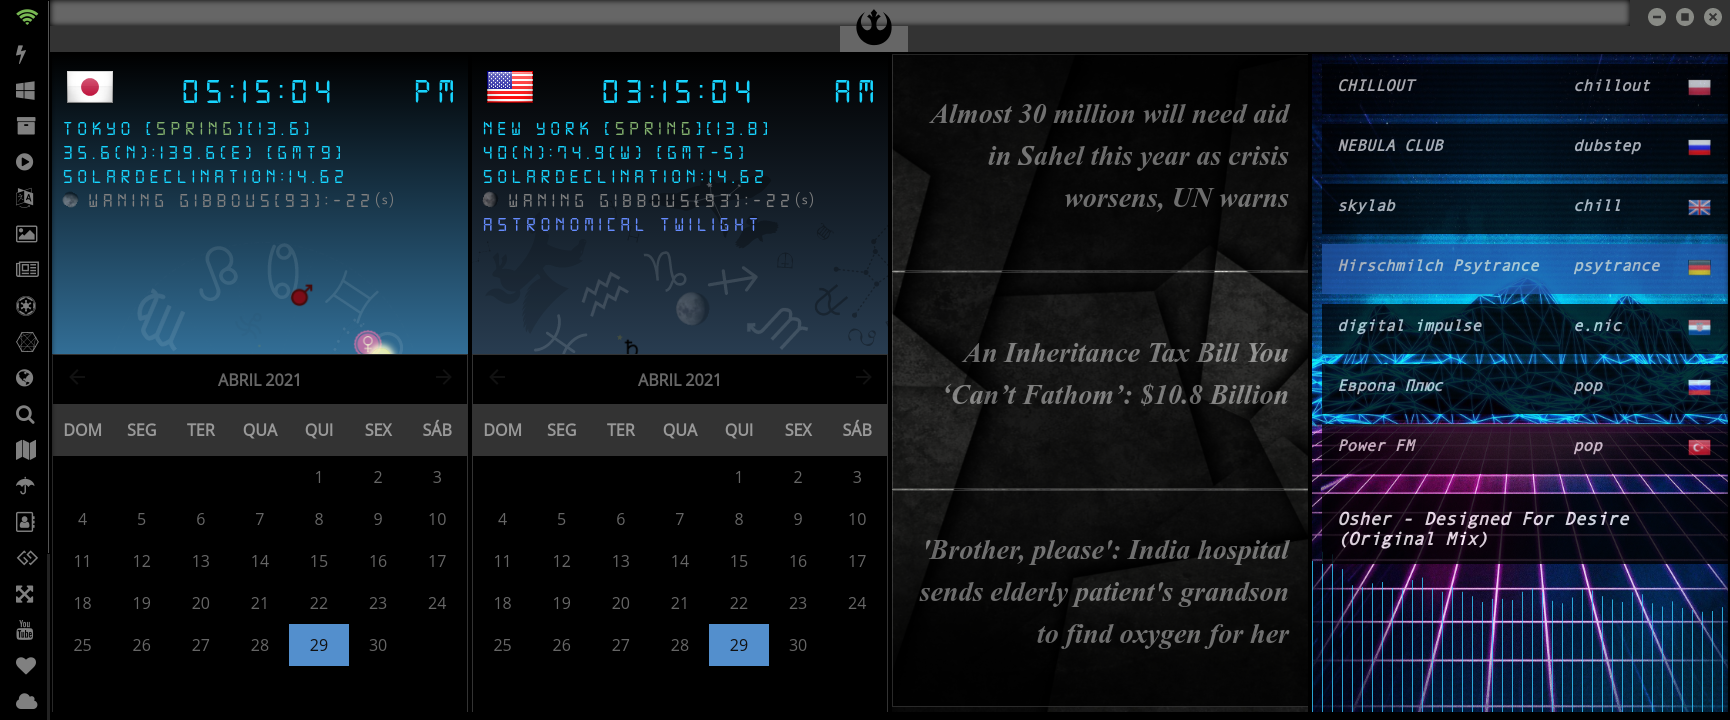 05:15:04 PM
TOKYO [SPRING][13.6]
35.6(N):139.6(E) [GMT9]
SOLARDECLINATION:14.62
WANING GIBBOUS(93):-22(s)
ABRIL 2021
DOM SEG TER QUA QUI SEX SÁB
1 2 3
4 5 6 7 8 9 10
11 12 13 14 15 16 17
18 19 20 21 22 23 24
25 26 27 28 29 30
03:15:04 AM
NEW YORK [SPRING][13.8]
40(N):74.9(W) [GMT-5]
SOLARDECLINATION:14.62
WANING GIBBOUS(93):-22(s)
ASTRONOMICAL TWILIGHT
ABRIL 2021
DOM SEG TER QUA QUI SEX SÁB
1 2 3
4 5 6 7 8 9 10
11 12 13 14 15 16 17
18 19 20 21 22 23 24
25 26 27 28 29 30
Almost 30 million will need aid
in Sahel this year as crisis
worsens, UN warns
An Inheritance Tax Bill You
‘Can’t Fathom’: $10.8 Billion
'Brother, please': India hospital
sends elderly patient's grandson
to find oxygen for her
CHILLOUT chillout
NEBULA CLUB dubstep
skylab chill
Hirschmilch Psytrance psytrance
digital impulse e.nic
Европа Плюс pop
Power FM pop
Osher - Designed For Desire
(Original Mix)
You
Tube